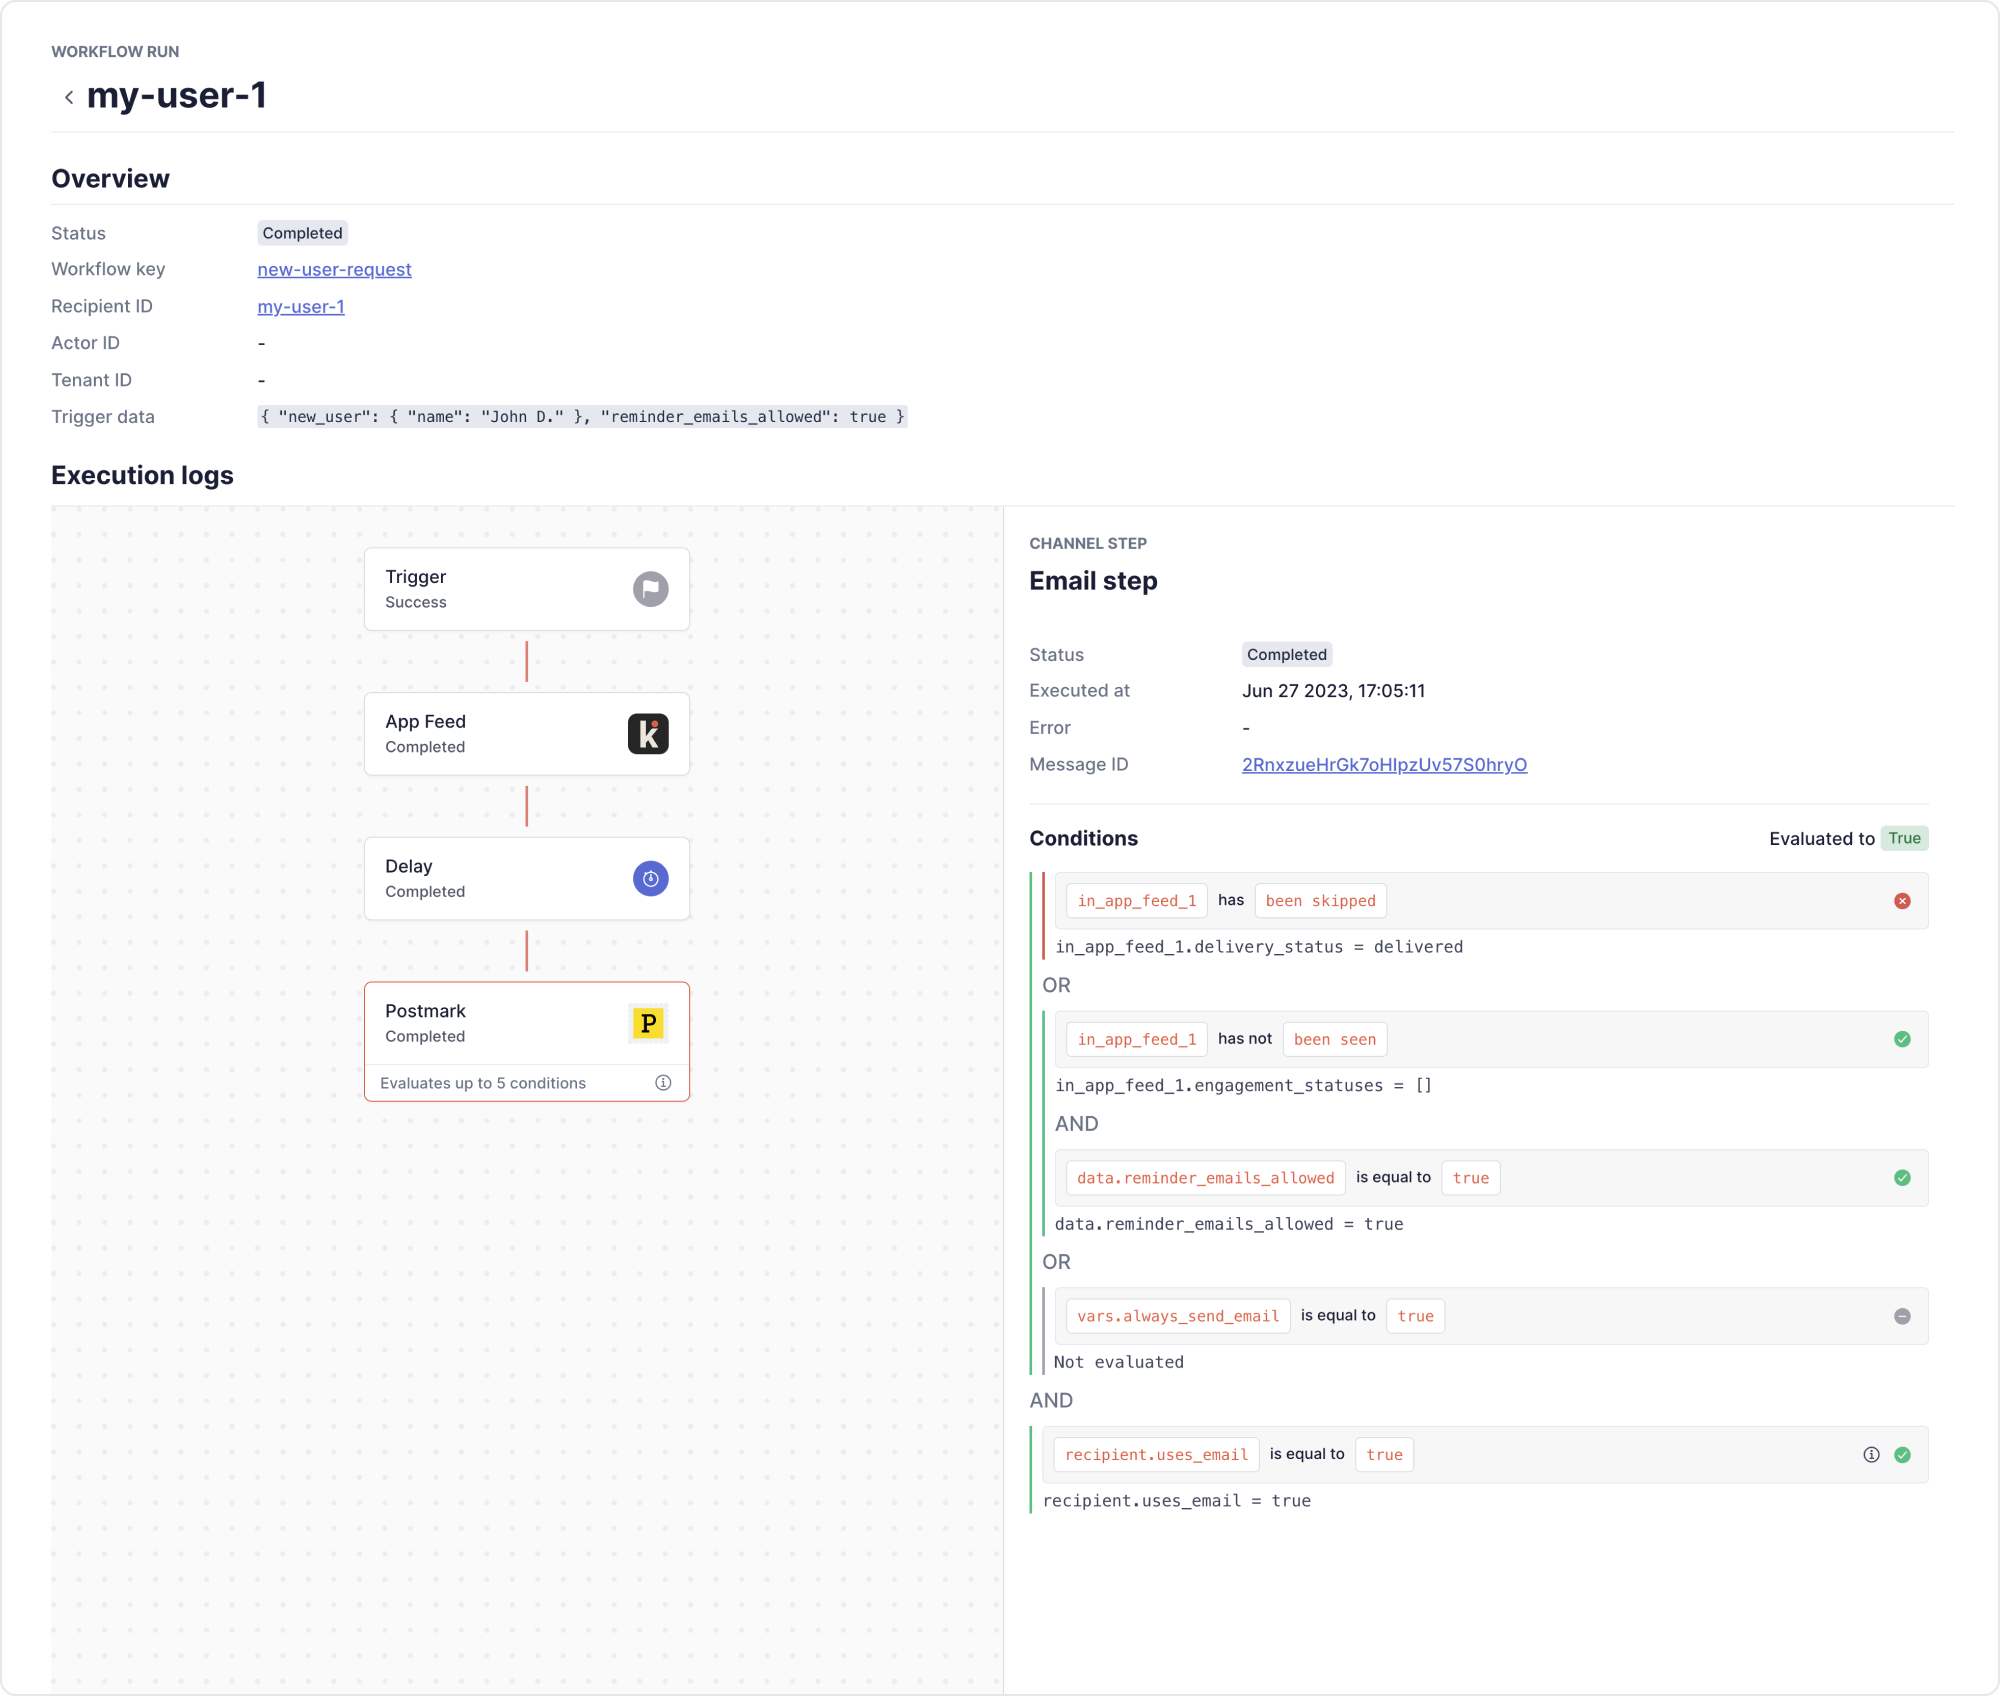 WORKFLOW RUN
my-user-1
Overview
Status Completed
Workflow key new-user-request
Recipient ID my-user-1
Actor ID -
Tenant ID -
Trigger data { "new_user": { "name": "John D." }, "reminder_emails_allowed": true }
Execution logs
Trigger
Success
App Feed
Completed
k
Delay
Completed
Postmark
Completed
P
Evaluates up to 5 conditions
CHANNEL STEP
Email step
Status Completed
Executed at Jun 27 2023, 17:05:11
Error -
Message ID 2RnxzueHrGk7oHIpzUv57S0hryO
Conditions Evaluated to True
in_app_feed_1 has been skipped
in_app_feed_1.delivery_status = delivered
OR
in_app_feed_1 has not been seen
in_app_feed_1.engagement_statuses = []
AND
data.reminder_emails_allowed is equal to true
data.reminder_emails_allowed = true
OR
vars.always_send_email is equal to true
Not evaluated
AND
recipient.uses_email is equal to true
recipient.uses_email = true